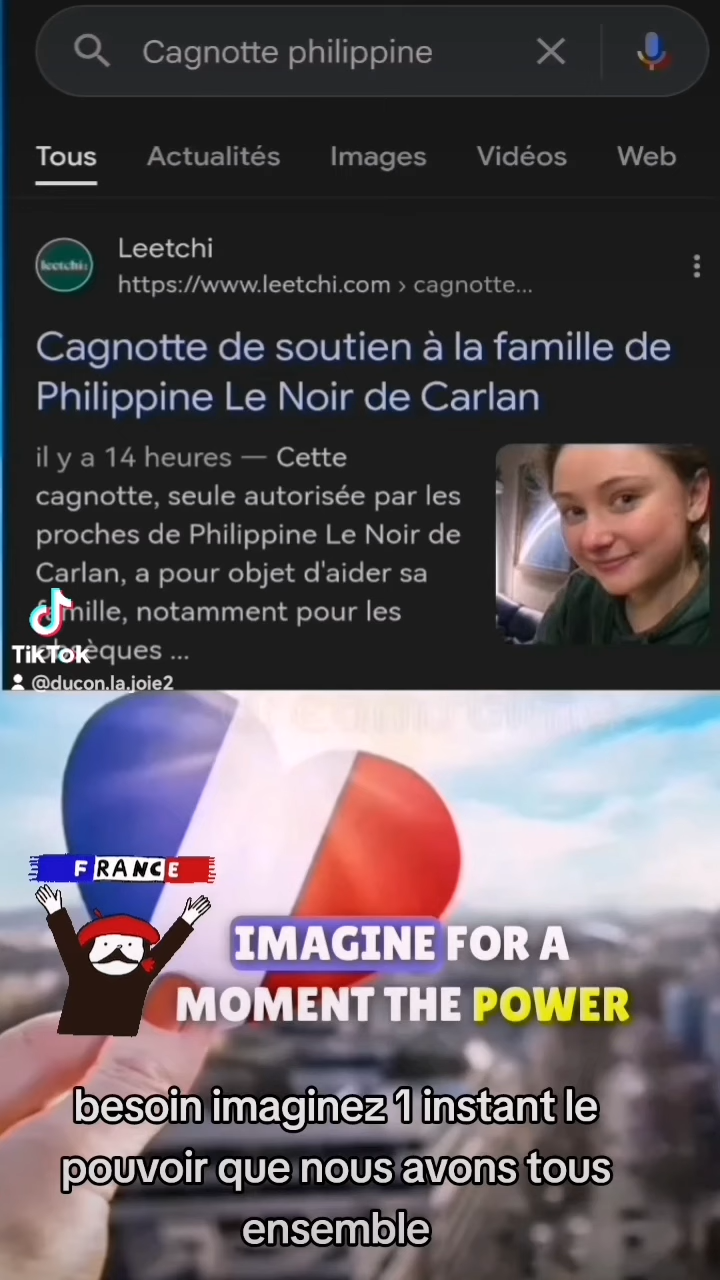 Cagnotte philippine
Tous Actualités Images Vidéos Web
leetchi
Leetchi
https://www.leetchi.com › cagnotte...
Cagnotte de soutien à la famille de
Philippine Le Noir de Carlan
il y a 14 heures — Cette
cagnotte, seule autorisée par les
proches de Philippine Le Noir de
Carlan, a pour objet d'aider sa
famille, notamment pour les
obsèques ...
TikTok
@ducon.la.joie2
FRANCE
IMAGINE FOR A
MOMENT THE POWER
besoin imaginez 1 instant le
pouvoir que nous avons tous
ensemble